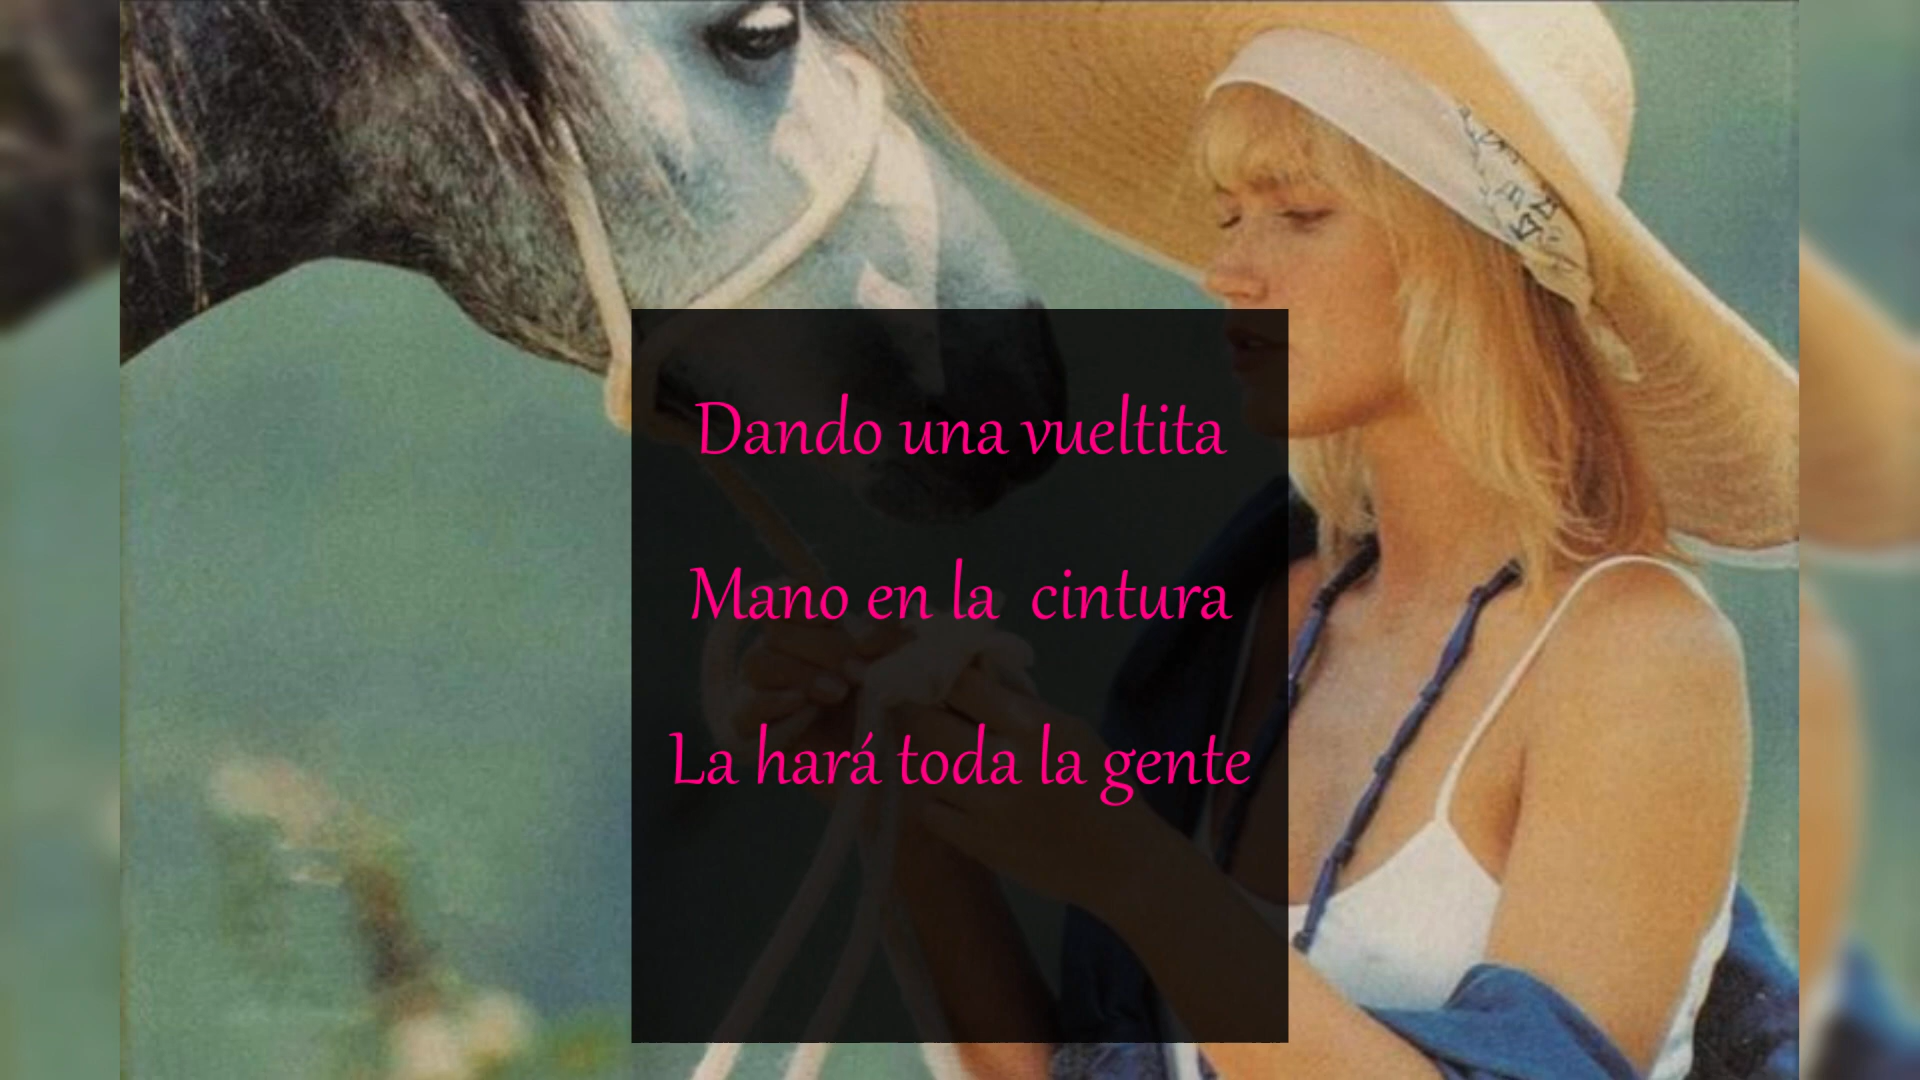 Dando una vueltita
Mano en la  cintura
La hará toda la gente